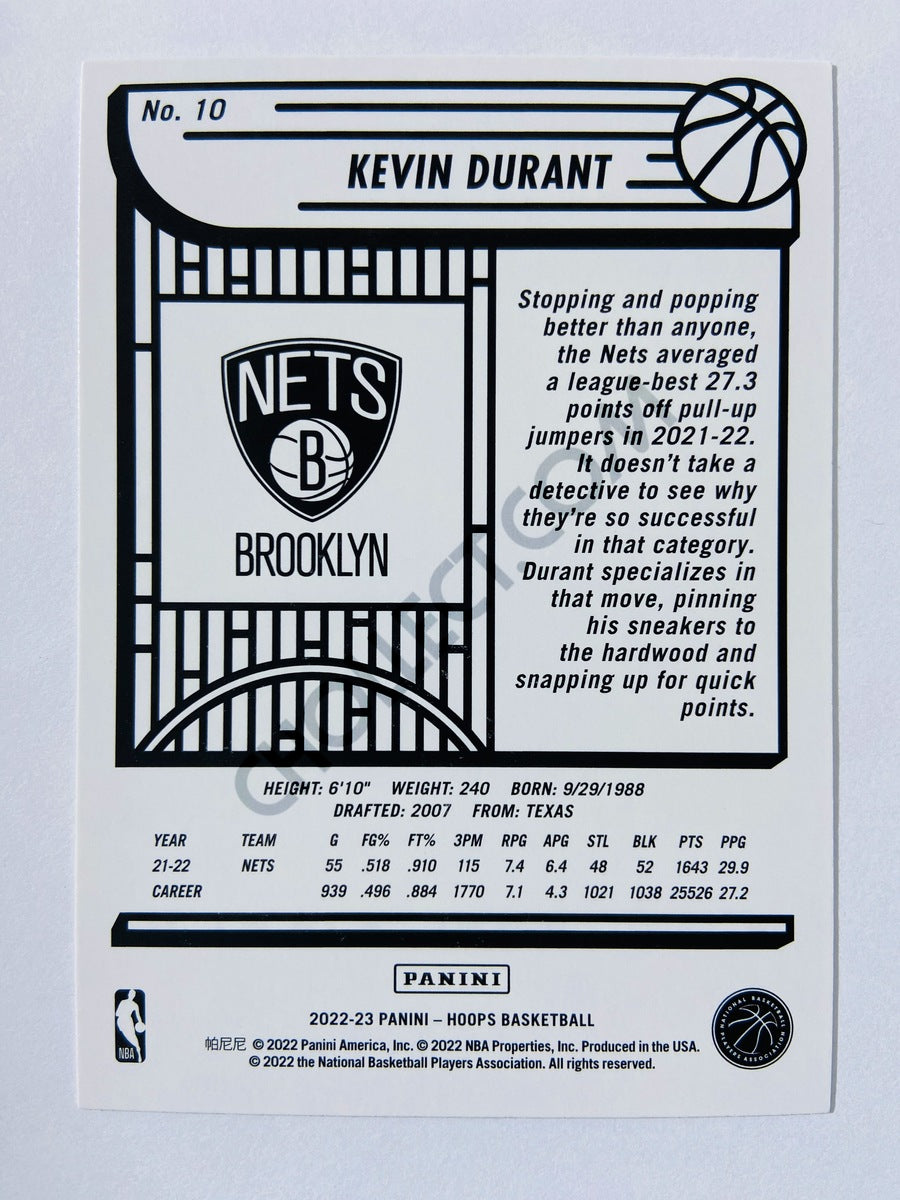 No. 10
KEVIN DURANT
NETS
B
BROOKLYN
Stopping and popping
better than anyone,
the Nets averaged
a league-best 27.3
points off pull-up
jumpers in 2021-22.
It doesn't take a
detective to see why
they're so successful
in that category.
Durant specializes in
that move, pinning
his sneakers to
the hardwood and
snapping up for quick
points.
CHOLLECT.COM
HEIGHT: 6'10" WEIGHT: 240 BORN: 9/29/1988
DRAFTED: 2007 FROM: TEXAS
YEAR TEAM G FG% FT% 3PM RPG APG STL BLK PTS PPG
21-22 NETS 55 .518 .910 115 7.4 6.4 48 52 1643 29.9
CAREER 939 .496 .884 1770 7.1 4.3 1021 1038 25526 27.2
PANINI
2022-23 PANINI – HOOPS BASKETBALL
帕尼尼 © 2022 Panini America, Inc. © 2022 NBA Properties, Inc. Produced in the USA.
© 2022 the National Basketball Players Association. All rights reserved.
NBA
NATIONAL BASKETBALL
PLAYERS ASSOCIATION